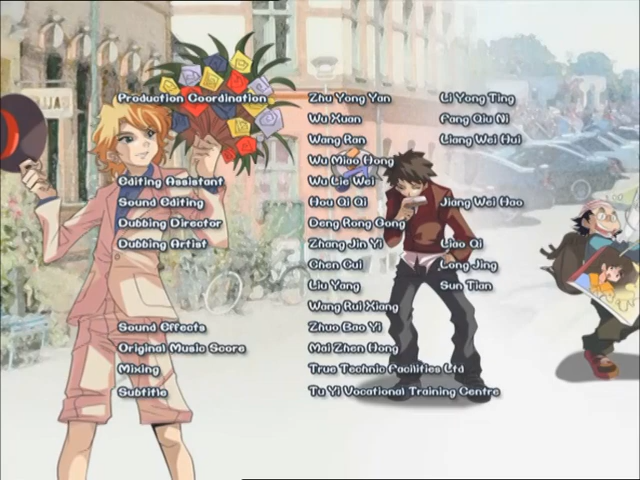 Production Coordination Zhu Yong Yan Li Yong Ting
Wu Xuan Pang Qiu Ni
Wang Ran Liang Wei Hui
Wu Miao Hong
Editing Assistant Wu Lie Wei
Sound Editing Hou Qi Qi Jiang Wei Hao
Dubbing Director Deng Rong Gong
Dubbing Artist Zhang Jin Yi Liao Qi
Chen Cui Long Jing
Liu Yang Sun Tian
Wang Rui Xiang
Sound Effects Zhuo Bao Yi
Original Music Score Mai Zhen Hong
Mixing True Technic Facilities Ltd
Subtitle Tu Yi Vocational Training Centre